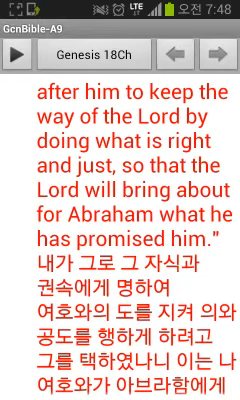 LTE
오전 7:48
GcnBible-A9
Genesis 18Ch
after him to keep the
way of the Lord by
doing what is right
and just, so that the
Lord will bring about
for Abraham what he
has promised him."
내가 그로 그 자식과
권속에게 명하여
여호와의 도를 지켜 의와
공도를 행하게 하려고
그를 택하였나니 이는 나
여호와가 아브라함에게